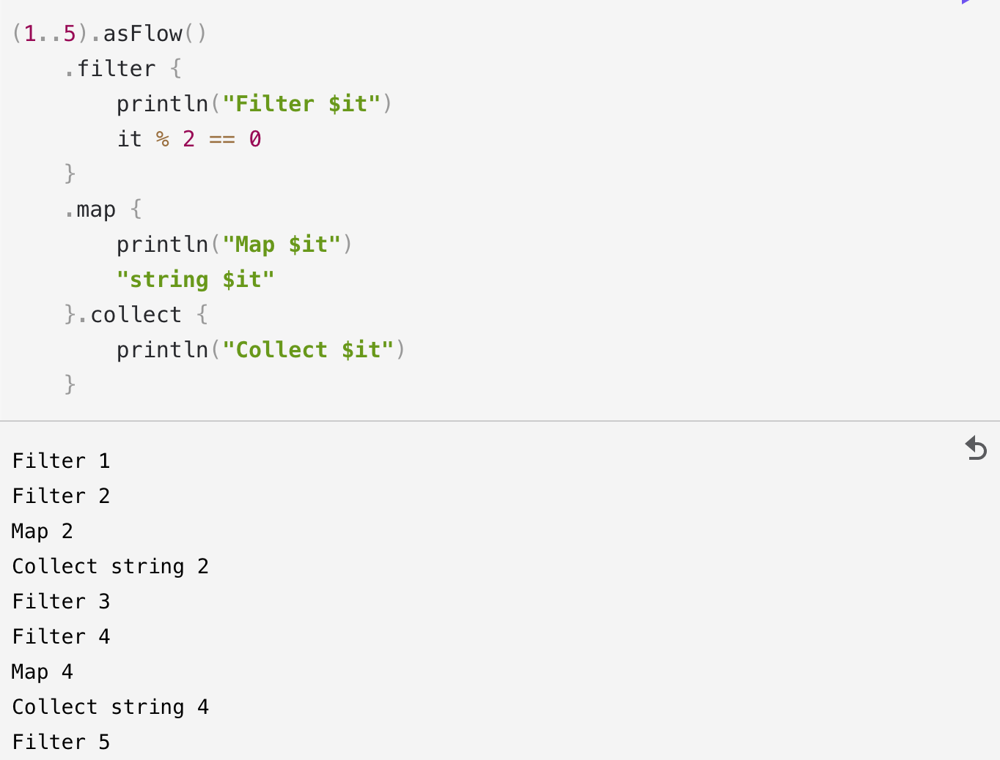 (1..5).asFlow()
    .filter {
        println("Filter $it")
        it % 2 == 0
    }
    .map {
        println("Map $it")
        "string $it"
    }.collect {
        println("Collect $it")
    }
Filter 1
Filter 2
Map 2
Collect string 2
Filter 3
Filter 4
Map 4
Collect string 4
Filter 5